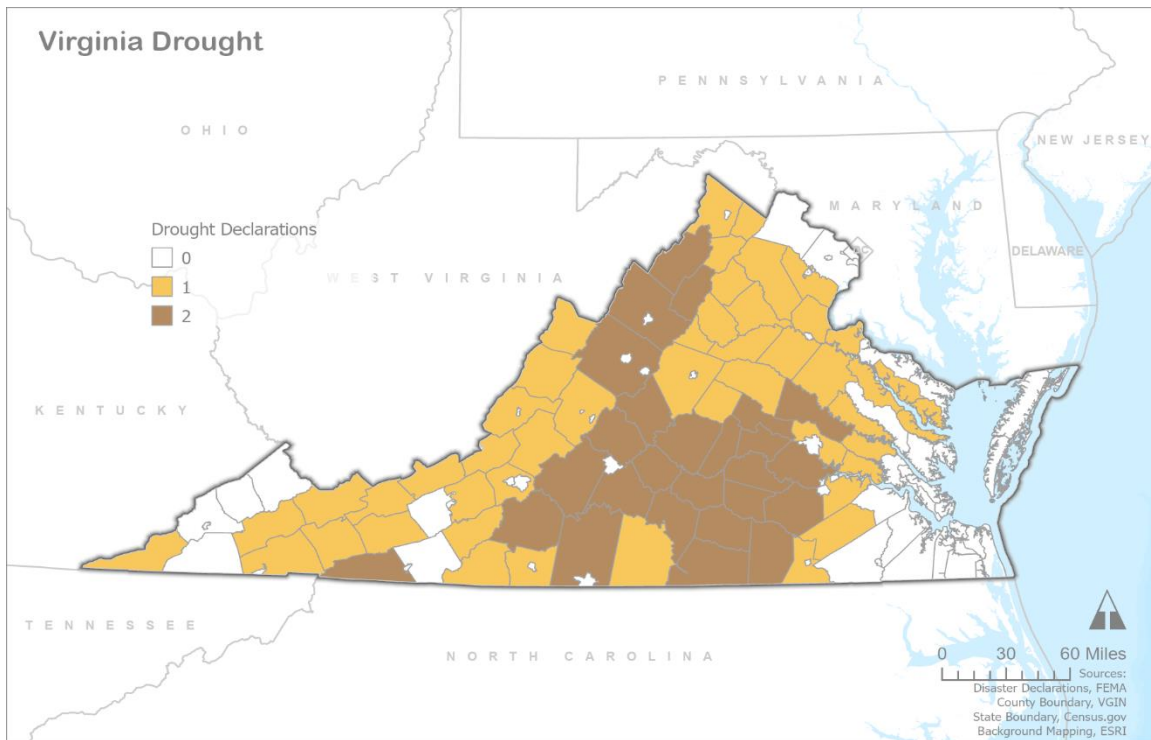 Virginia Drought
PENNSYLVANIA
OHIO
NEW JERSEY
MARYLAND
Drought Declarations
0
1
2
DC
DELAWARE
WEST VIRGINIA
KENTUCKY
TENNESSEE
NORTH CAROLINA
0 30 60 Miles
Sources:
Disaster Declarations, FEMA
County Boundary, VGIN
State Boundary, Census.gov
Background Mapping, ESRI